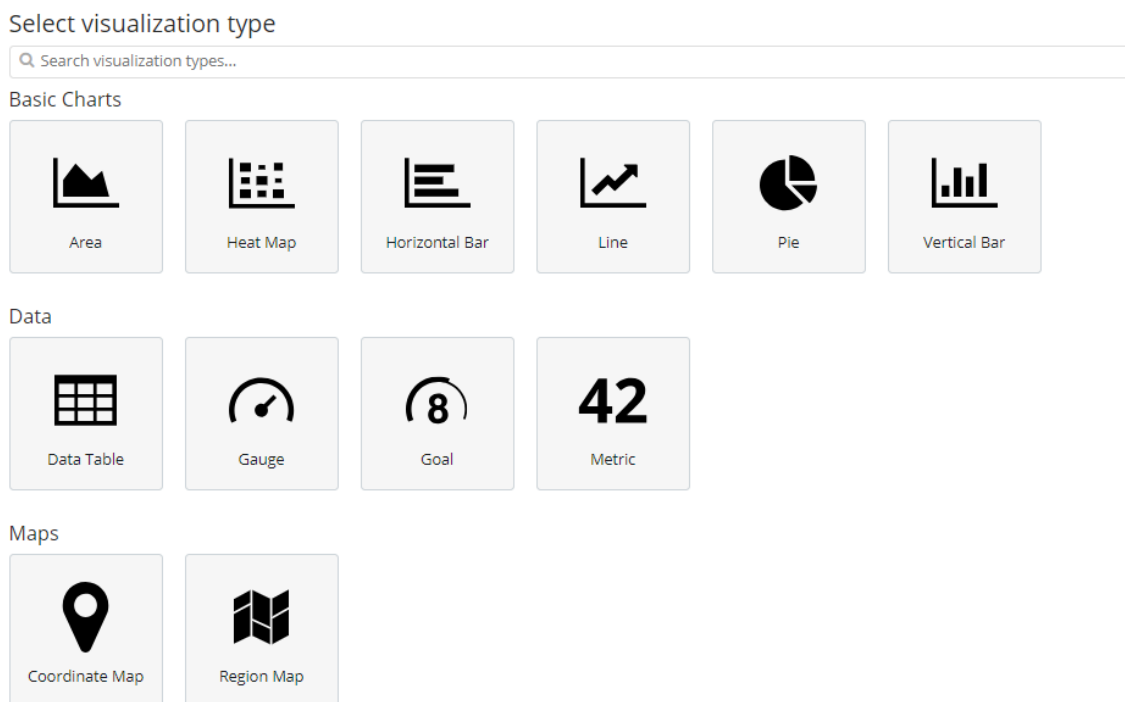 Select visualization type
Search visualization types...
Basic Charts
Area
Heat Map
Horizontal Bar
Line
Pie
Vertical Bar
Data
8
42
Data Table
Gauge
Goal
Metric
Maps
Coordinate Map
Region Map